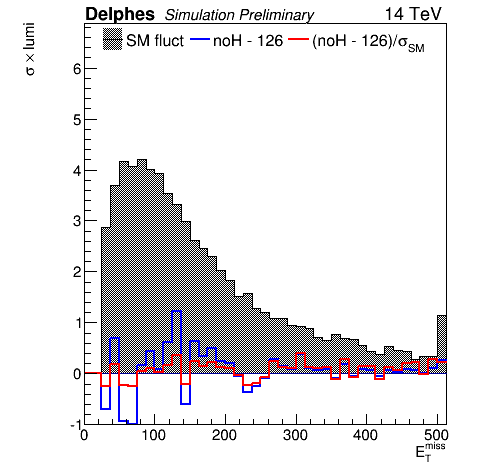 Delphes Simulation Preliminary 14 TeV
σ × lumi
SM fluct noH - 126 (noH - 126)/σ_SM
6
5
4
3
2
1
0
-1
0 100 200 300 400 500
E_T^miss